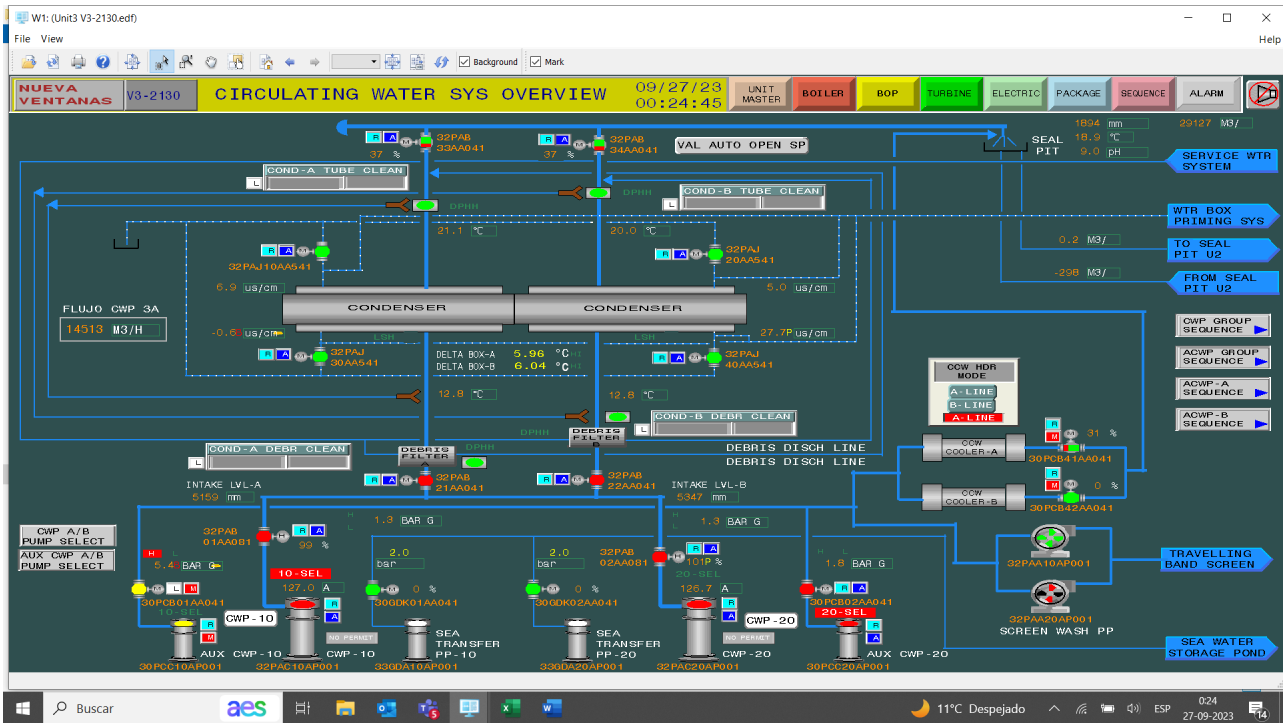 W1: (Unit3 V3-2130.edf)
File View
Help
Background
Mark
NUEVA VENTANAS
V3-2130
CIRCULATING WATER SYS OVERVIEW
09/27/23
00:24:45
UNIT MASTER
BOILER
BOP
TURBINE
ELECTRIC
PACKAGE
SEQUENCE
ALARM
R A M 32PAB
33AA041
37 %
R A M 32PAB
34AA041
37 %
VAL AUTO OPEN SP
1894 mm
29127 M3/
18.9 °C
9.0 pH
SEAL
PIT
SERVICE WTR
SYSTEM
COND-A TUBE CLEAN
L
DPHH
COND-B TUBE CLEAN
L
DPHH
WTR BOX
PRIMING SYS
21.1 °C
20.0 °C
0.2 M3/
TO SEAL
PIT U2
R A M
32PAJ10AA541
R A M 32PAJ
20AA541
-298 M3/
FROM SEAL
PIT U2
6.9 us/cm
5.0 us/cm
CONDENSER
CONDENSER
FLUJO CWP 3A
14513 M3/H
us/cm
LSH
LSH
27.7P us/cm
R A M 32PAJ
30AA541
DELTA BOX-A 5.96 °C
DELTA BOX-B 6.04 °C
R A M 32PAJ
40AA541
CWP GROUP
SEQUENCE
ACWP GROUP
SEQUENCE
ACWP-A
SEQUENCE
ACWP-B
SEQUENCE
CCW HDR
MODE
A-LINE
B-LINE
A-LINE
12.8 °C
12.8 °C
COND-B DEBR CLEAN
L
DPHH
DEBRIS
FILTER
B
COND-A DEBR CLEAN
L
DEBRIS
FILTER
A
DPHH
DEBRIS DISCH LINE
DEBRIS DISCH LINE
R A M 32PAB
21AA041
R A M 32PAB
22AA041
CCW
COOLER-A
R
M
M
31 %
30PCB41AA041
CCW
COOLER-B
R
M
M
0 %
30PCB42AA041
INTAKE LVL-A
5159 mm
INTAKE LVL-B
5347 mm
H
L
1.3 BAR G
H
L
1.3 BAR G
CWP A/B
PUMP SELECT
AUX CWP A/B
PUMP SELECT
32PAB
01AA081
R A
99 %
2.0
bar
2.0
bar
32PAB
02AA081
R A
101P %
H L
BAR G
H L
1.8 BAR G
32PAA10AP001
TRAVELLING
BAND SCREEN
M L M
30PCB01AA041
10-SEL
127.0 A
M 0 %
30GDK01AA041
M 0 %
30GDK02AA041
20-SEL
126.7 A
M R A
30PCB02AA041
32PAA20AP001
SCREEN WASH PP
10-SEL
R
M
CWP-10
R
A
NO PERMIT
R
A
CWP-20
NO PERMIT
20-SEL
R
A
AUX CWP-10
30PCC10AP001
CWP-10
32PAC10AP001
SEA
TRANSFER
PP-10
33GDA10AP001
SEA
TRANSFER
PP-20
33GDA20AP001
CWP-20
32PAC20AP001
AUX CWP-20
30PCC20AP001
SEA WATER
STORAGE POND
Buscar
aes
11°C Despejado
ESP
0:24
27-09-2023
14